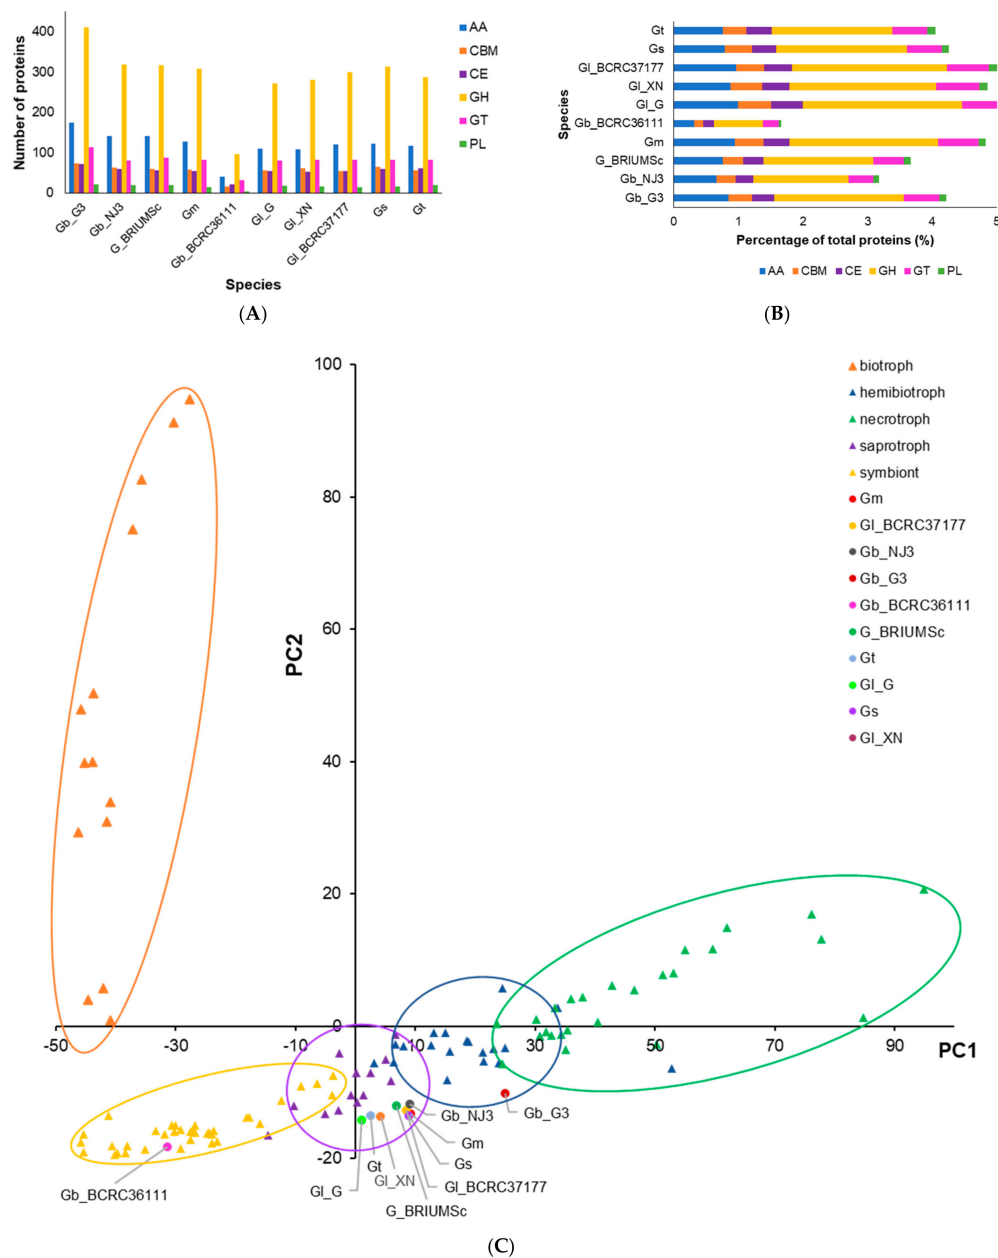 400
300
200
100
0
Number of proteins
AA
CBM
CE
GH
GT
PL
Gb_G3
Gb_NJ3
G_BRIUMSc
Gm
Gb_BCRC36111
Gl_G
Gl_XN
Gl_BCRC37177
Gs
Gt
Species
(A)
Species
Gt
Gs
Gl_BCRC37177
Gl_XN
Gl_G
Gb_BCRC36111
Gm
G_BRIUMSc
Gb_NJ3
Gb_G3
0 1 2 3 4 5
Percentage of total proteins (%)
AA CBM CE GH GT PL
(B)
100
80
60
40
20
0
-20
PC2
-50 -30 -10 10 30 50 70 90
PC1
biotroph
hemibiotroph
necrotroph
saprotroph
symbiont
Gm
Gl_BCRC37177
Gb_NJ3
Gb_G3
Gb_BCRC36111
G_BRIUMSc
Gt
Gl_G
Gs
Gl_XN
Gb_NJ3
Gb_G3
Gm
Gs
Gt
Gl_XN
Gl_BCRC37177
Gl_G
Gb_BCRC36111
G_BRIUMSc
(C)